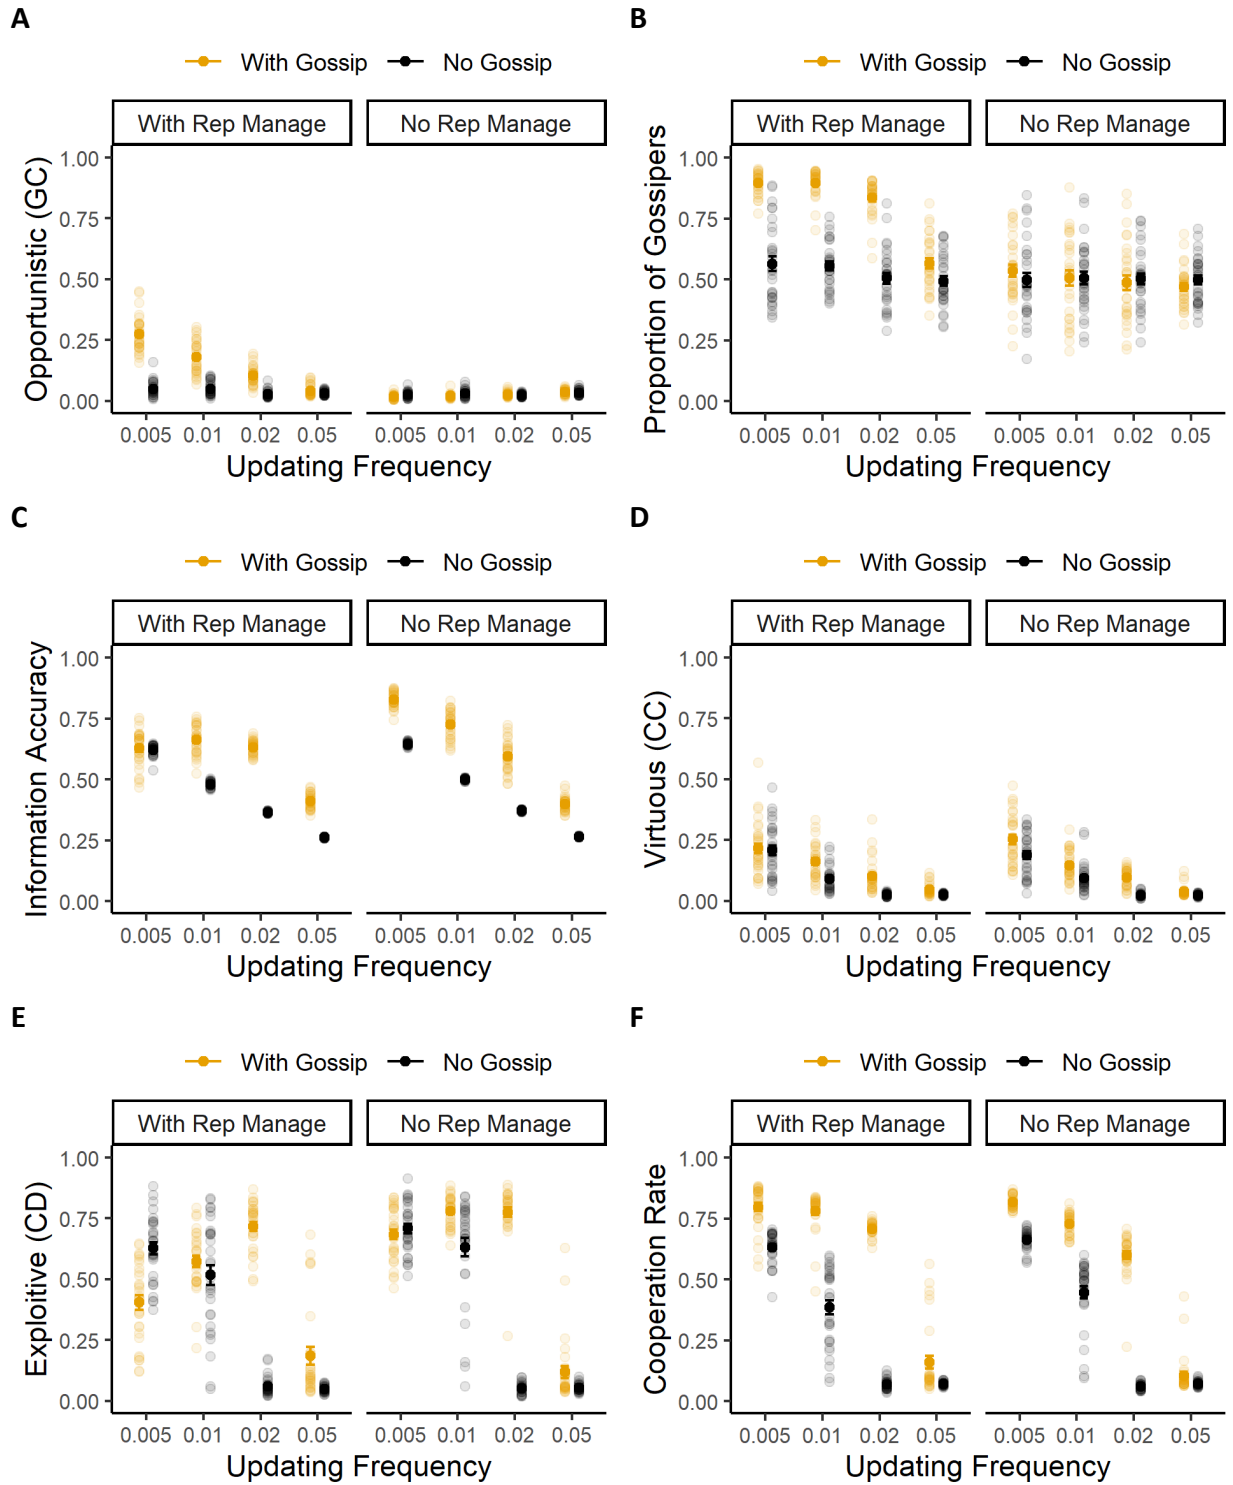 A
With Gossip No Gossip
With Rep Manage No Rep Manage
Opportunistic (GC)
1.00
0.75
0.50
0.25
0.00
0.005 0.01 0.02 0.05 0.005 0.01 0.02 0.05
Updating Frequency
B
With Gossip No Gossip
With Rep Manage No Rep Manage
Proportion of Gossipers
1.00
0.75
0.50
0.25
0.00
0.005 0.01 0.02 0.05 0.005 0.01 0.02 0.05
Updating Frequency
C
With Gossip No Gossip
With Rep Manage No Rep Manage
Information Accuracy
1.00
0.75
0.50
0.25
0.00
0.005 0.01 0.02 0.05 0.005 0.01 0.02 0.05
Updating Frequency
D
With Gossip No Gossip
With Rep Manage No Rep Manage
Virtuous (CC)
1.00
0.75
0.50
0.25
0.00
0.005 0.01 0.02 0.05 0.005 0.01 0.02 0.05
Updating Frequency
E
With Gossip No Gossip
With Rep Manage No Rep Manage
Exploitive (CD)
1.00
0.75
0.50
0.25
0.00
0.005 0.01 0.02 0.05 0.005 0.01 0.02 0.05
Updating Frequency
F
With Gossip No Gossip
With Rep Manage No Rep Manage
Cooperation Rate
1.00
0.75
0.50
0.25
0.00
0.005 0.01 0.02 0.05 0.005 0.01 0.02 0.05
Updating Frequency